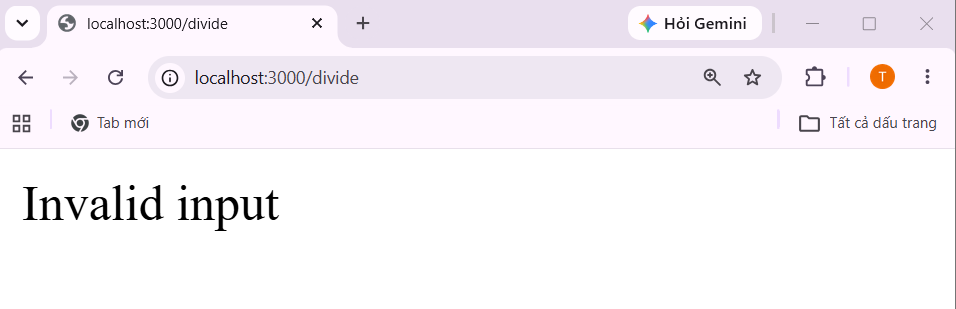 localhost:3000/divide
Hỏi Gemini
localhost:3000/divide
T
Tab mới
Tất cả dấu trang
Invalid input